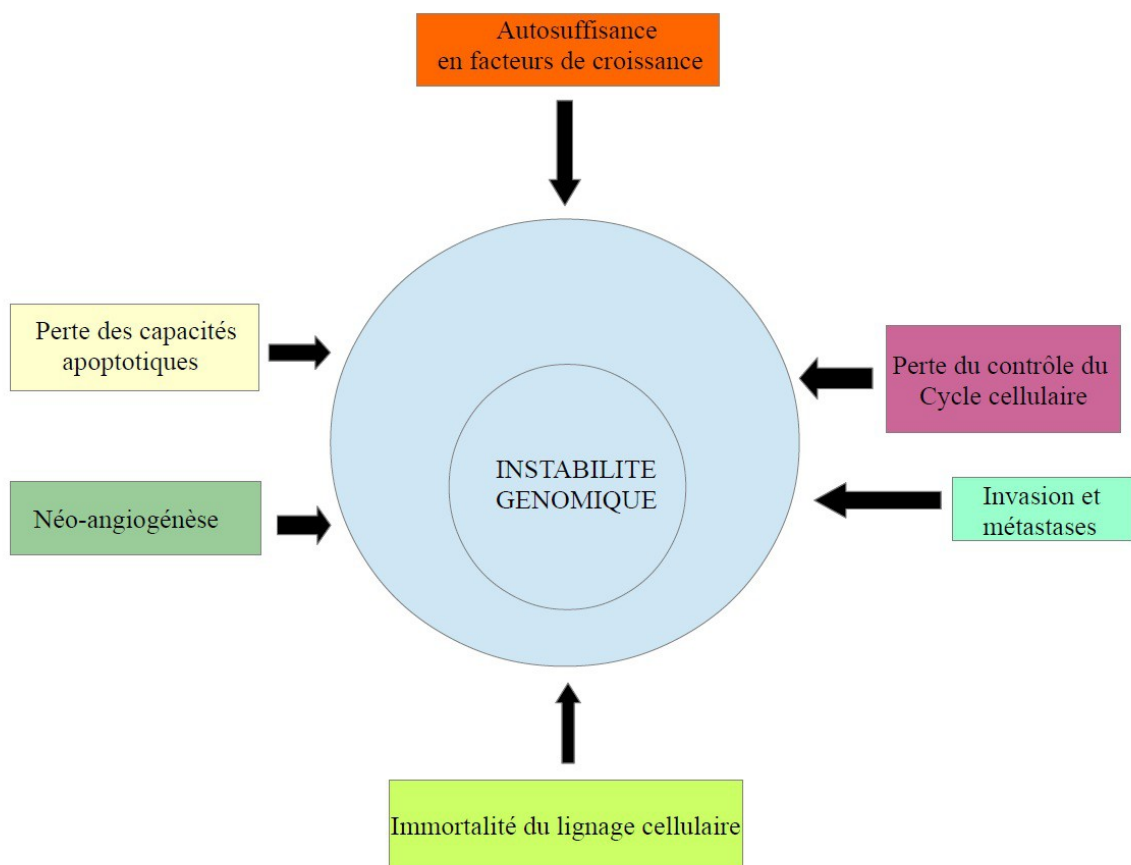 Autosuffisance
en facteurs de croissance
Perte des capacités
apoptotiques
Perte du contrôle du
Cycle cellulaire
INSTABILITE
GENOMIQUE
Néo-angiogénèse
Invasion et
métastases
Immortalité du lignage cellulaire